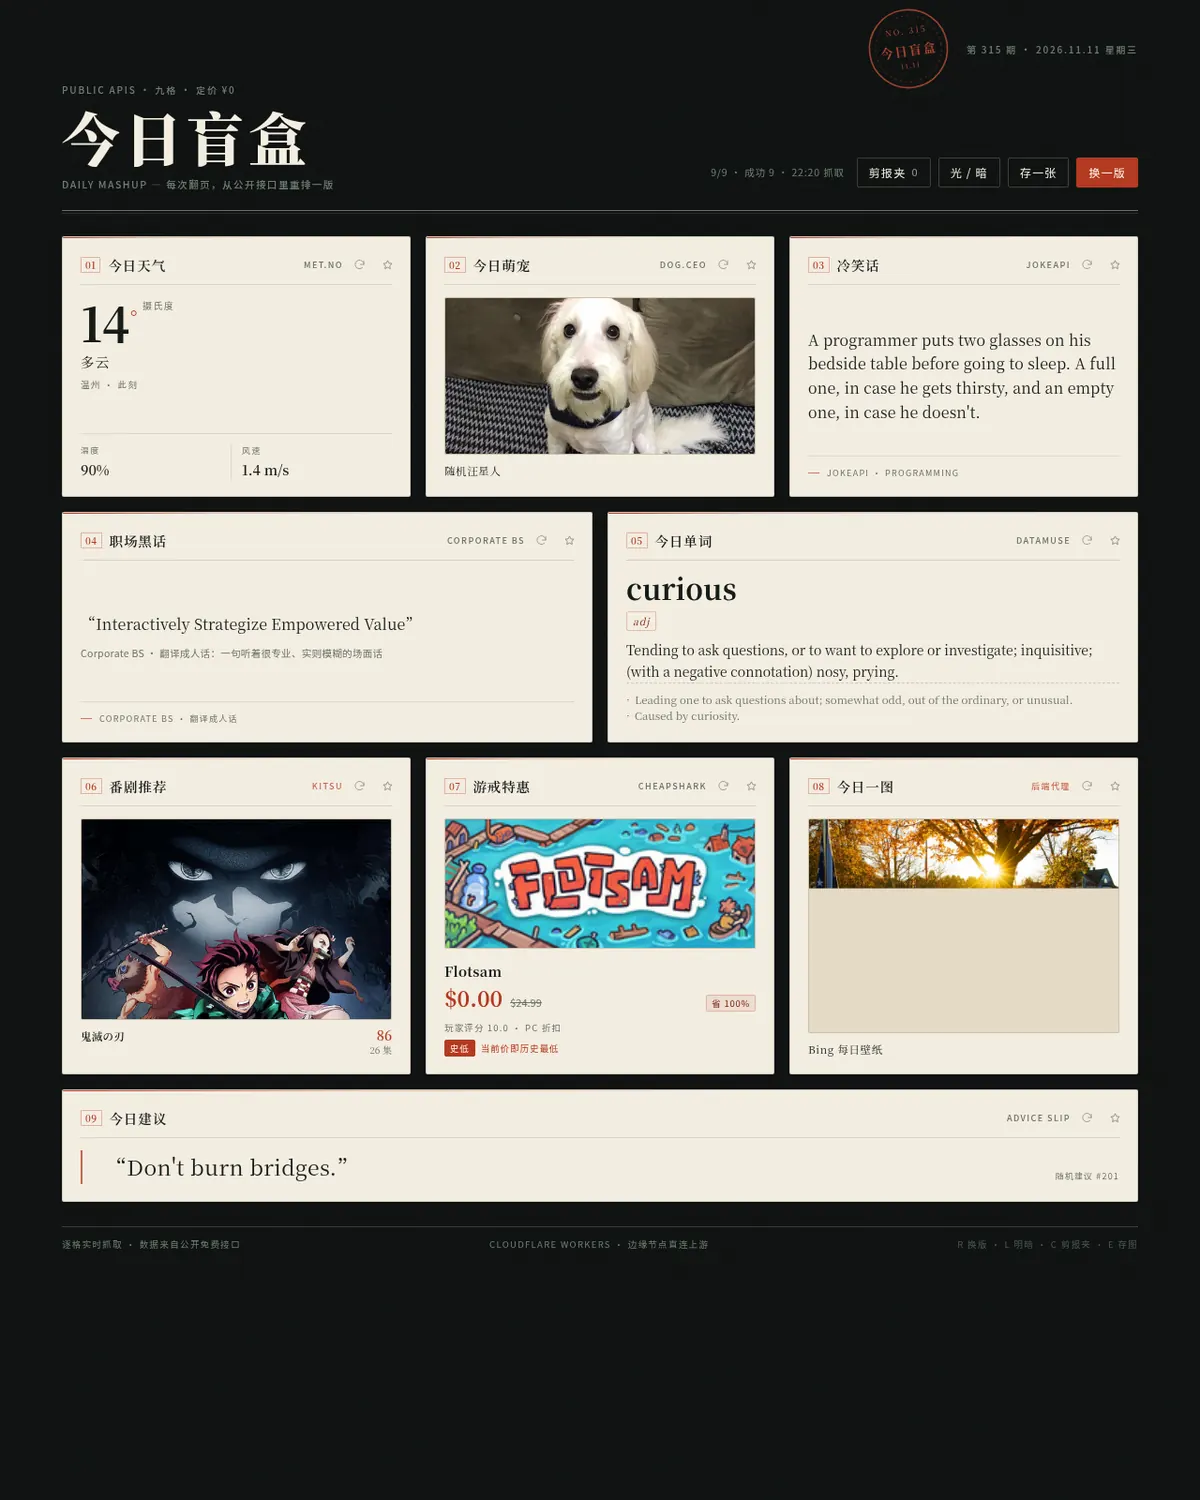 NO. 315
今日盲盒
11.11
第 315 期 · 2026.11.11 星期三
PUBLIC APIS · 九格 · 定价 ¥0
今日盲盒
DAILY MASHUP — 每次翻页，从公开接口里重排一版
9/9 · 成功 9 · 22:20 抓取
剪报夹 0
光 / 暗
存一张
换一版
01 今日天气 MET.NO
14° 摄氏度
多云
温州 · 此刻
湿度 风速
90% 1.4 m/s
02 今日萌宠 DOG.CEO
随机汪星人
03 冷笑话 JOKEAPI
A programmer puts two glasses on his
bedside table before going to sleep. A full
one, in case he gets thirsty, and an empty
one, in case he doesn't.
— JOKEAPI · PROGRAMMING
04 职场黑话 CORPORATE BS
“Interactively Strategize Empowered Value”
Corporate BS · 翻译成人话：一句听着很专业、实则模糊的场面话
— CORPORATE BS · 翻译成人话
05 今日单词 DATAMUSE
curious
adj
Tending to ask questions, or to want to explore or investigate; inquisitive;
(with a negative connotation) nosy, prying.
· Leading one to ask questions about; somewhat odd, out of the ordinary, or unusual.
· Caused by curiosity.
06 番剧推荐 KITSU
鬼滅の刃 86
26 集
07 游戏特惠 CHEAPSHARK
FLOTSAM
Flotsam
$0.00 $24.99 省 100%
玩家评分 10.0 · PC 折扣
史低 当前价即历史最低
08 今日一图 后端代理
Bing 每日壁纸
09 今日建议 ADVICE SLIP
“Don't burn bridges.”
随机建议 #201
逐格实时抓取 · 数据来自公开免费接口
CLOUDFLARE WORKERS · 边缘节点直连上游
R 换版 · L 明暗 · C 剪报夹 · E 存图